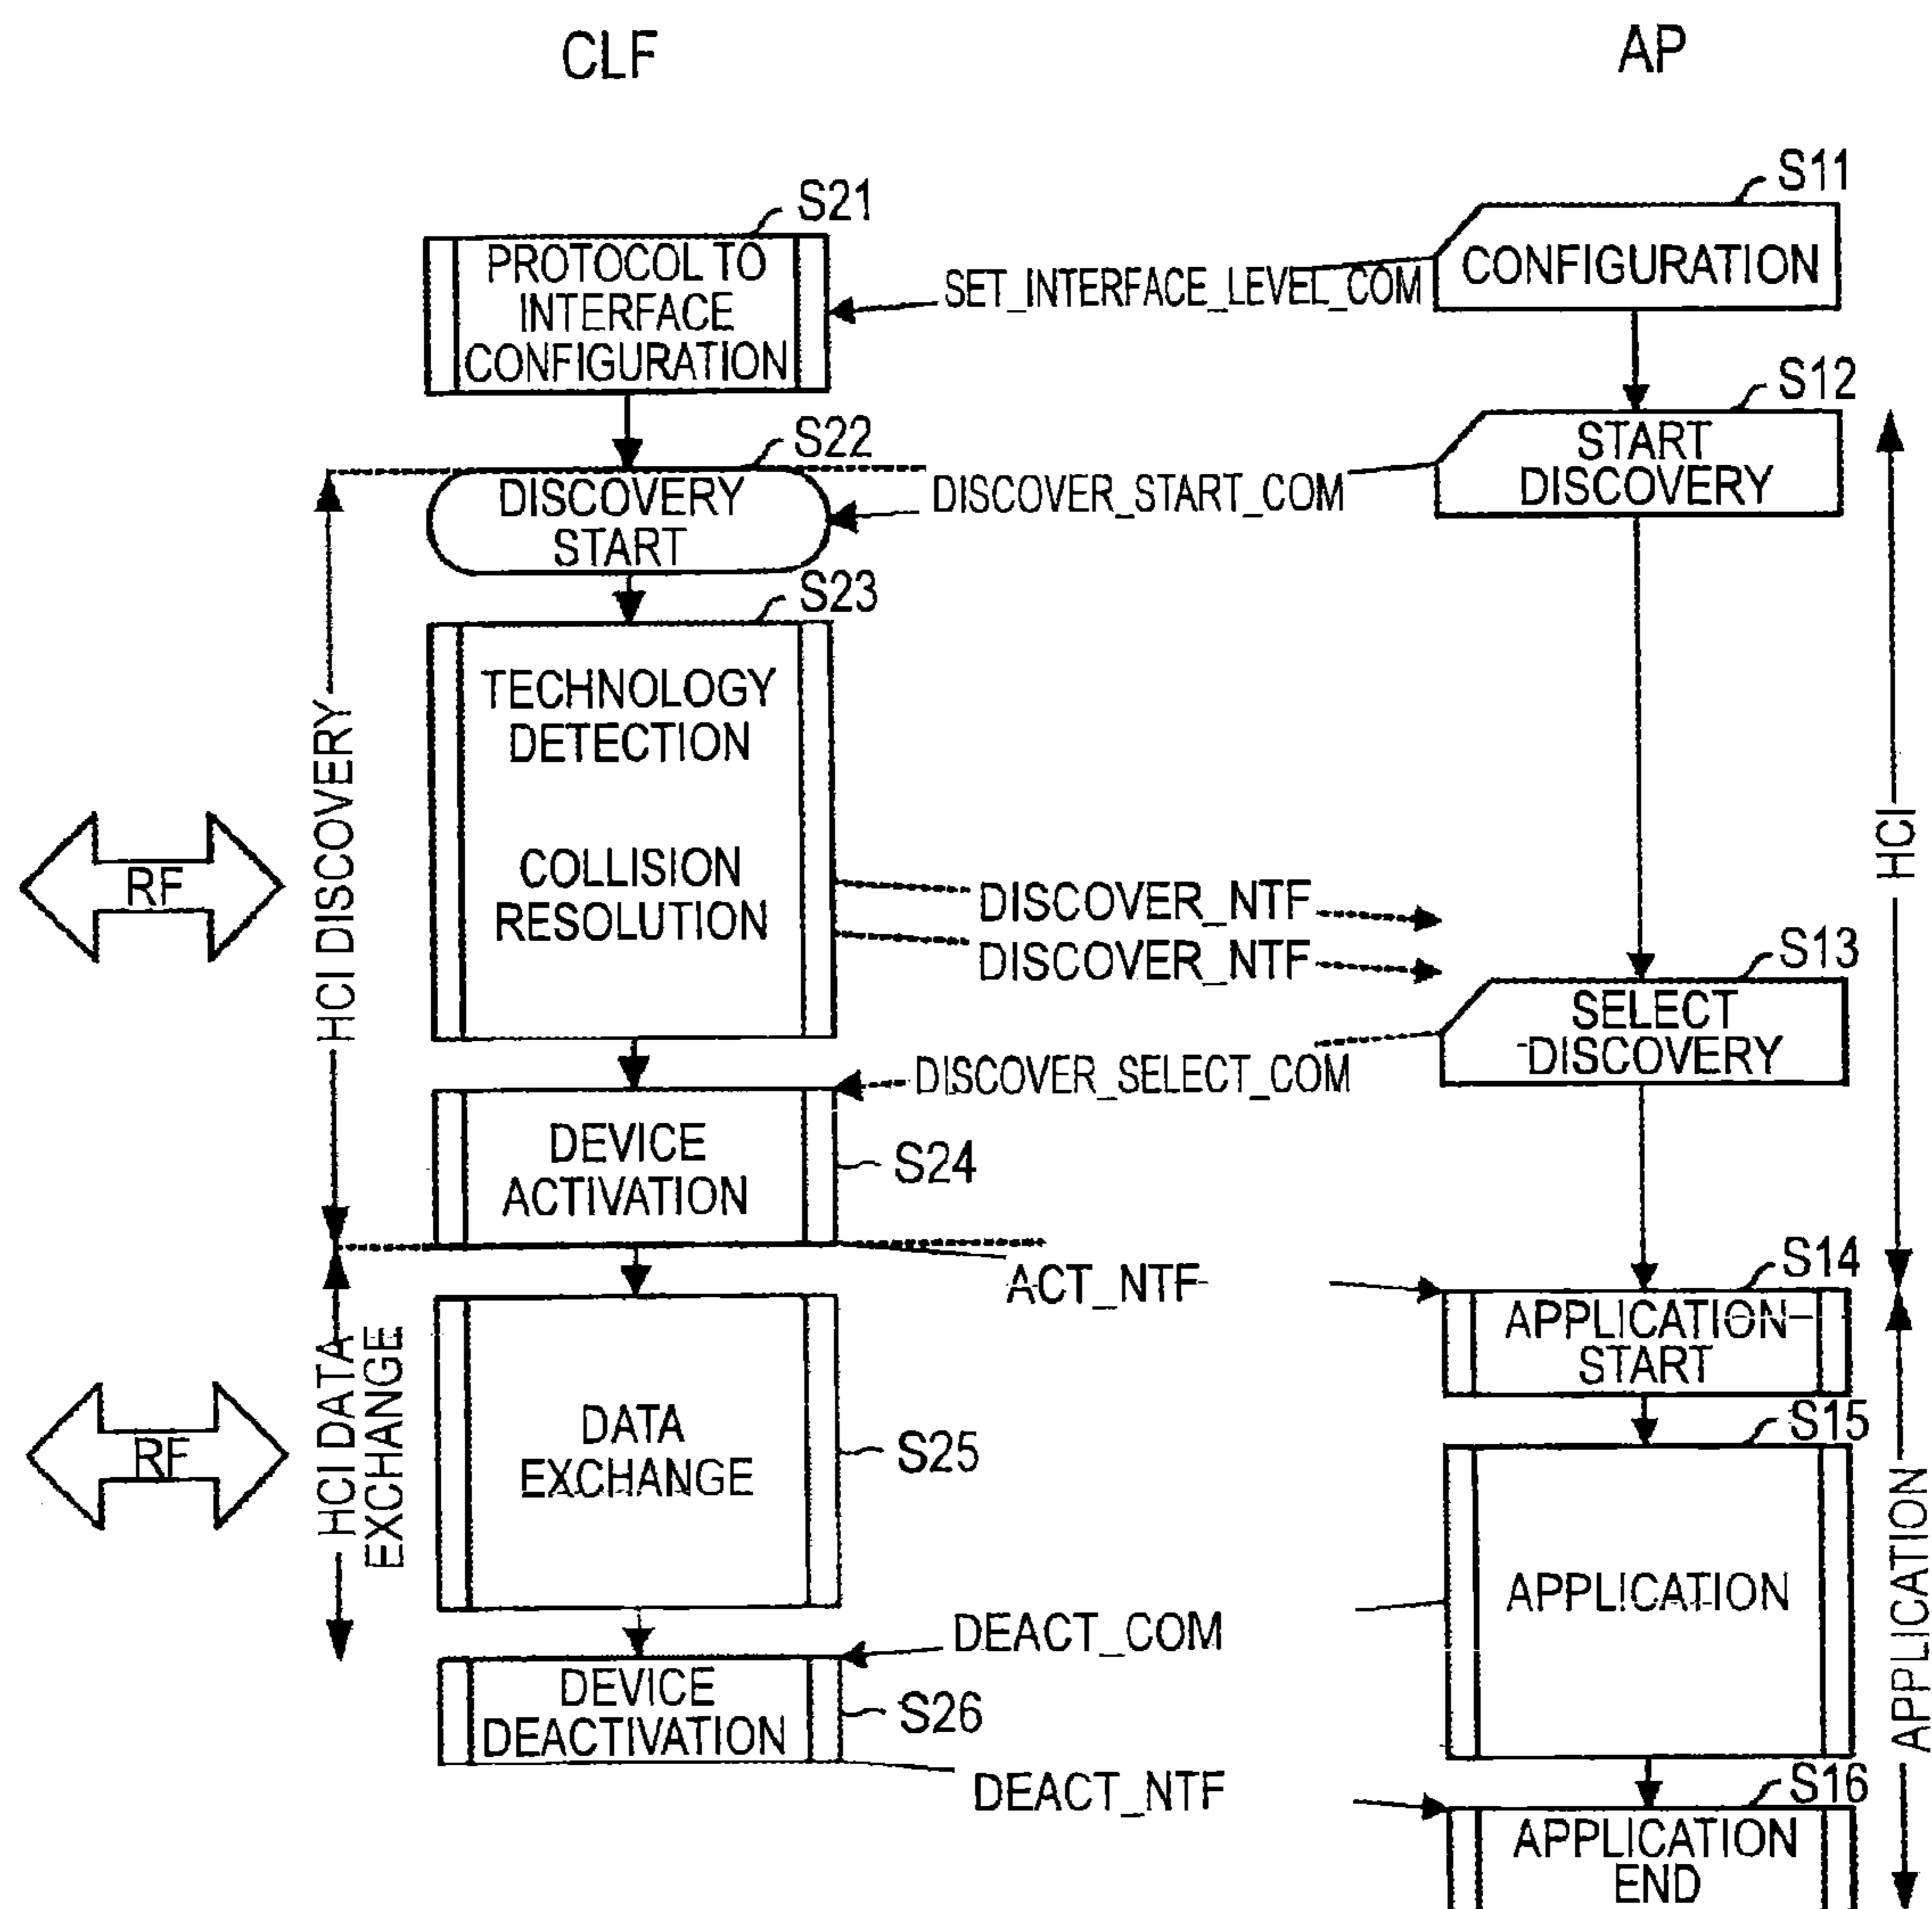 CLF
AP
S11
CONFIGURATION
S21
PROTOCOL TO
INTERFACE
CONFIGURATION
SET_INTERFACE_LEVEL_COM
S12
START
DISCOVERY
S22
DISCOVERY
START
DISCOVER_START_COM
S23
TECHNOLOGY
DETECTION
COLLISION
RESOLUTION
HCI DISCOVERY
RF
HCI
DISCOVER_NTF
DISCOVER_NTF
S13
SELECT
DISCOVERY
DISCOVER_SELECT_COM
DEVICE
ACTIVATION
S24
ACT_NTF
S14
APPLICATION
START
S15
HCI DATA
EXCHANGE
RF
DATA
EXCHANGE
S25
APPLICATION
APPLICATION
DEACT_COM
DEVICE
DEACTIVATION
S26
DEACT_NTF
S16
APPLICATION
END